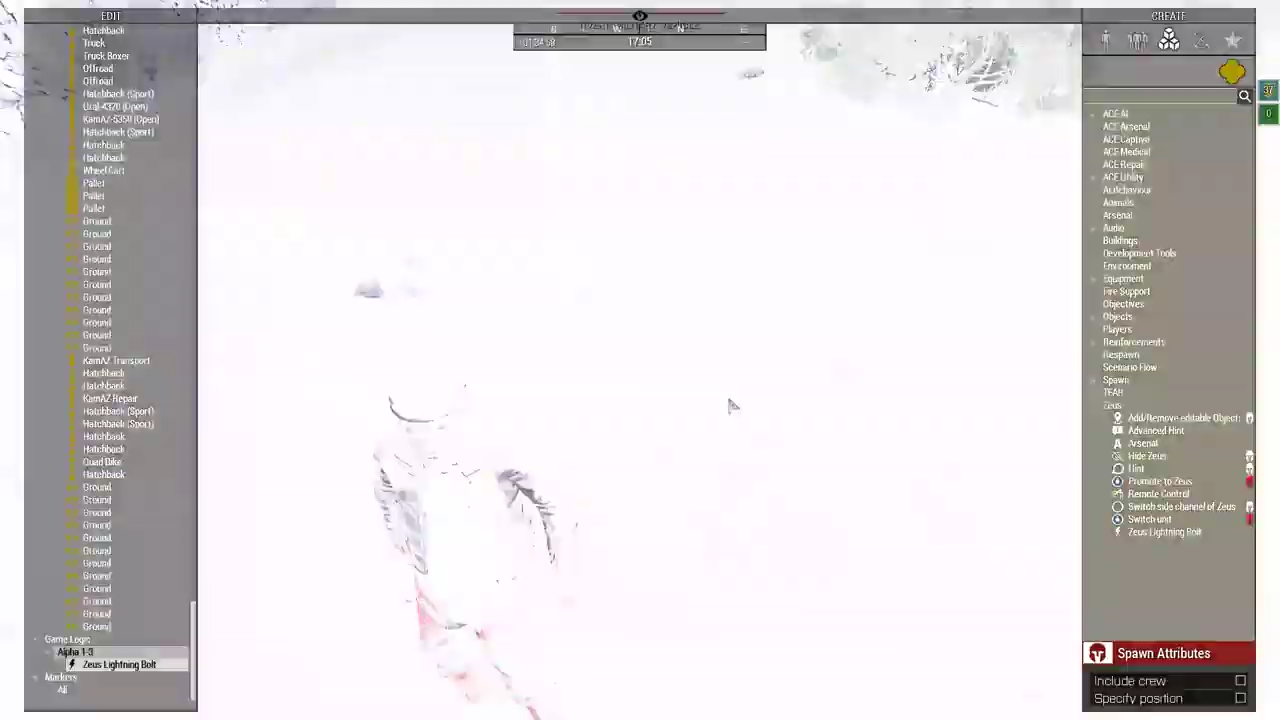 EDIT
Hatchback
Truck
Truck Boxer
Offroad
Offroad
Hatchback (Sport)
Ural-4320 (Open)
KamAZ-5350 (Open)
Hatchback (Sport)
Hatchback
Hatchback
Wheel Cart
Pallet
Pallet
Pallet
Ground
Ground
Ground
Ground
Ground
Ground
Ground
Ground
Ground
Ground
Ground
KamAZ Transport
Hatchback
Hatchback
KamAZ Repair
Hatchback (Sport)
Hatchback (Sport)
Hatchback
Hatchback
Quad Bike
Hatchback
Ground
Ground
Ground
Ground
Ground
Ground
Ground
Ground
Ground
Ground
Ground
Ground
Game Logic
Alpha 1-3
Zeus Lightning Bolt
Markers
All
W N E
17:05
CREATE
37
0
ACE AI
ACE Arsenal
ACE Captive
ACE Medical
ACE Repair
ACE Utility
Ambient
Animals
Arsenal
Audio
Buildings
Development Tools
Environment
Equipment
Fire Support
Objectives
Objects
Players
Reinforcements
Respawn
Scenario Flow
Spawn
TFAR
Zeus
Add/Remove editable Object:
Advanced Hint
Arsenal
Hide Zeus
Hint
Promote to Zeus
Remote Control
Switch side channel of Zeus
Switch unit
Zeus Lightning Bolt
Spawn Attributes
Include crew
Specify position